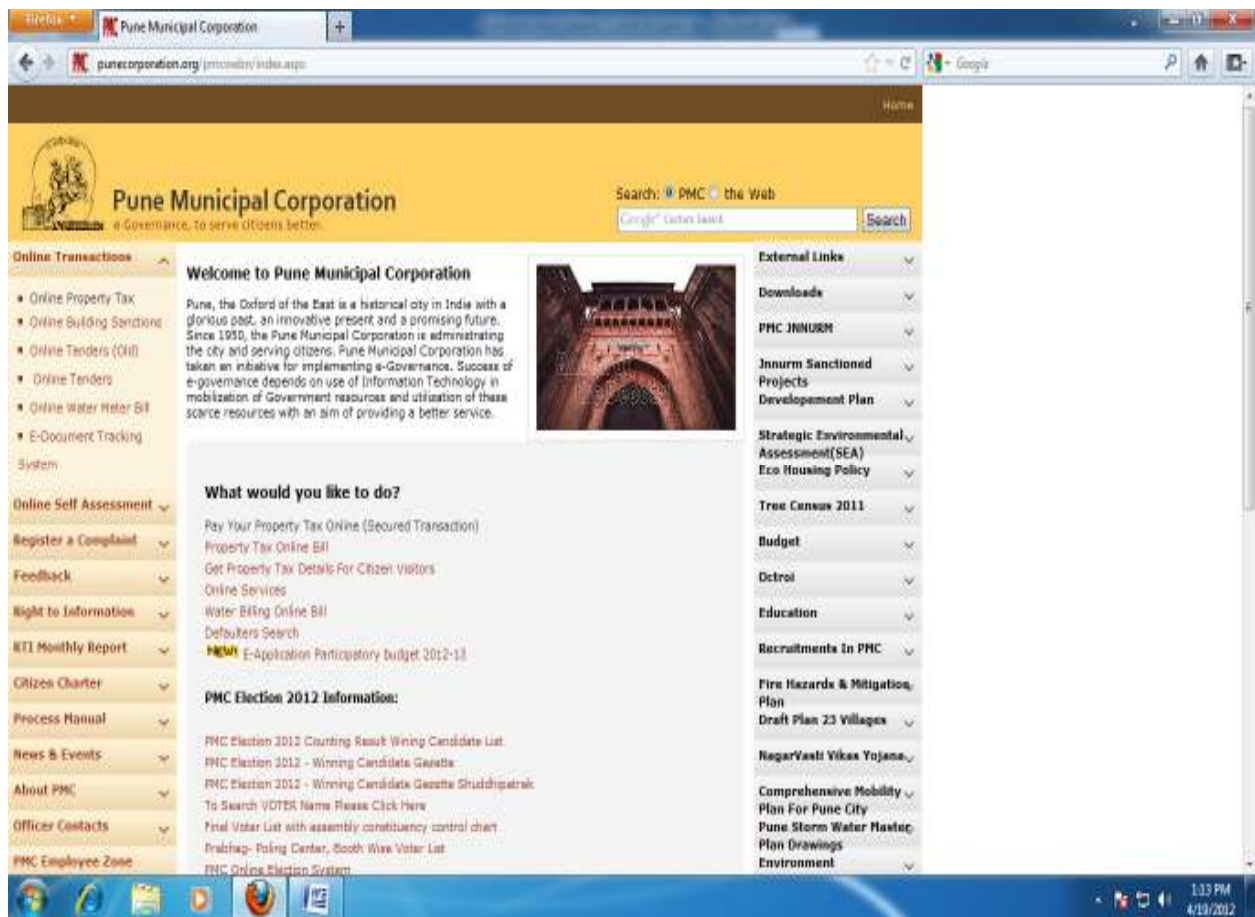 Firefox
Pune Municipal Corporation
punecorporation.org/pmcwebn/index.aspx
Google
Home
Pune Municipal Corporation
e-Governance, to serve citizens better.
Search: PMC the Web
Google™ Custom Search
Search
Online Transactions
Online Property Tax
Online Building Sanctions
Online Tenders (Old)
Online Tenders
Online Water Meter Bill
E-Document Tracking
System
Online Self Assessment
Register a Complaint
Feedback
Right to Information
RTI Monthly Report
Citizen Charter
Process Manual
News & Events
About PMC
Officer Contacts
PMC Employee Zone
Welcome to Pune Municipal Corporation
Pune, the Oxford of the East is a historical city in India with a
glorious past, an innovative present and a promising future.
Since 1950, the Pune Municipal Corporation is administrating
the city and serving citizens. Pune Municipal Corporation has
taken an initiative for implementing e-Governance. Success of
e-governance depends on use of Information Technology in
mobilization of Government resources and utilization of these
scarce resources with an aim of providing a better service.
What would you like to do?
Pay Your Property Tax Online (Secured Transaction)
Property Tax Online Bill
Get Property Tax Details For Citizen Visitors
Online Services
Water Billing Online Bill
Defaulters Search
NEW! E-Application Participatory budget 2012-13
PMC Election 2012 Information:
PMC Election 2012 Counting Result Wining Candidate List
PMC Election 2012 - Winning Candidate Gazette
PMC Election 2012 - Winning Candidate Gazette Shuddhipatrak
To Search VOTER Name Please Click Here
Final Voter List with assembly constituency control chart
Prabhag- Poling Center, Booth Wise Voter List
PMC Online Election System
External Links
Downloads
PMC JNNURM
Jnnurm Sanctioned
Projects
Developement Plan
Strategic Environmental
Assessment(SEA)
Eco Housing Policy
Tree Census 2011
Budget
Octroi
Education
Recruitments In PMC
Fire Hazards & Mitigation
Plan
Draft Plan 23 Villages
NagarVasti Vikas Yojana
Comprehensive Mobility
Plan For Pune City
Pune Storm Water Master
Plan Drawings
Environment
1:13 PM
4/19/2012